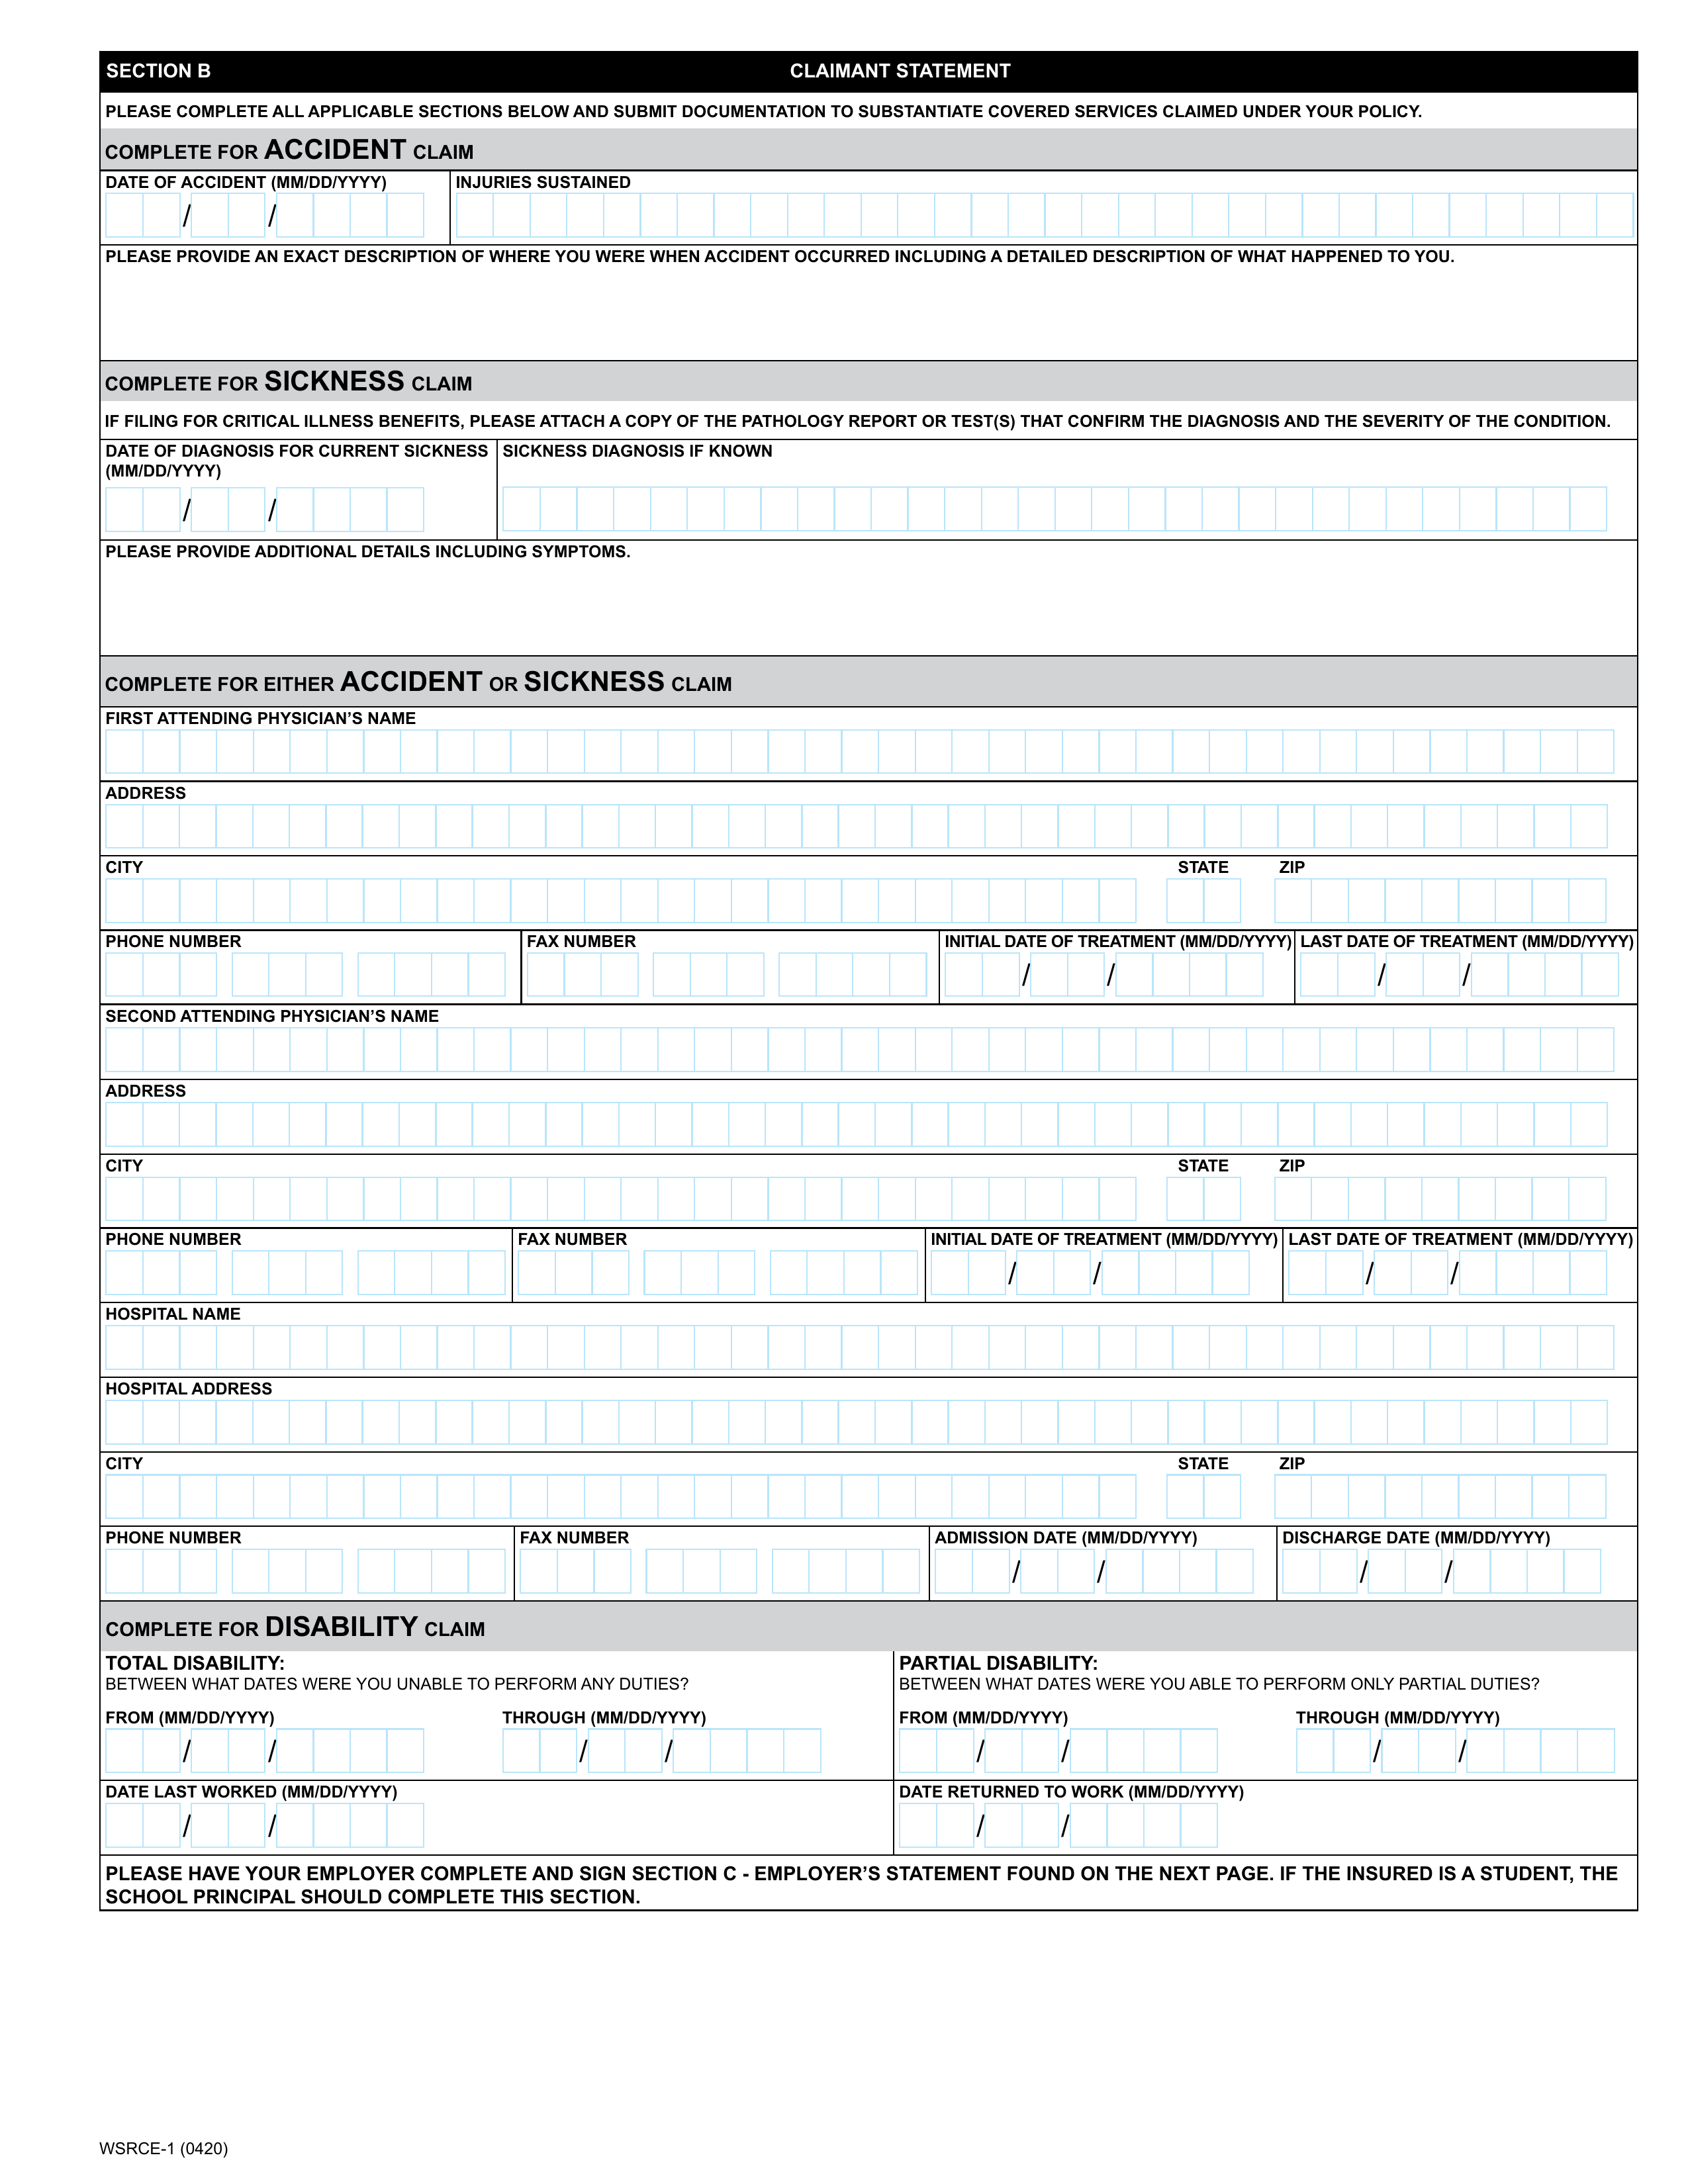 SECTION B CLAIMANT STATEMENT
PLEASE COMPLETE ALL APPLICABLE SECTIONS BELOW AND SUBMIT DOCUMENTATION TO SUBSTANTIATE COVERED SERVICES CLAIMED UNDER YOUR POLICY.
COMPLETE FOR ACCIDENT CLAIM
DATE OF ACCIDENT (MM/DD/YYYY) INJURIES SUSTAINED
/ /
PLEASE PROVIDE AN EXACT DESCRIPTION OF WHERE YOU WERE WHEN ACCIDENT OCCURRED INCLUDING A DETAILED DESCRIPTION OF WHAT HAPPENED TO YOU.
COMPLETE FOR SICKNESS CLAIM
IF FILING FOR CRITICAL ILLNESS BENEFITS, PLEASE ATTACH A COPY OF THE PATHOLOGY REPORT OR TEST(S) THAT CONFIRM THE DIAGNOSIS AND THE SEVERITY OF THE CONDITION.
DATE OF DIAGNOSIS FOR CURRENT SICKNESS SICKNESS DIAGNOSIS IF KNOWN
(MM/DD/YYYY)
/ /
PLEASE PROVIDE ADDITIONAL DETAILS INCLUDING SYMPTOMS.
COMPLETE FOR EITHER ACCIDENT OR SICKNESS CLAIM
FIRST ATTENDING PHYSICIAN'S NAME
ADDRESS
CITY STATE ZIP
PHONE NUMBER FAX NUMBER INITIAL DATE OF TREATMENT (MM/DD/YYYY) LAST DATE OF TREATMENT (MM/DD/YYYY)
/ / / /
SECOND ATTENDING PHYSICIAN'S NAME
ADDRESS
CITY STATE ZIP
PHONE NUMBER FAX NUMBER INITIAL DATE OF TREATMENT (MM/DD/YYYY) LAST DATE OF TREATMENT (MM/DD/YYYY)
/ / / /
HOSPITAL NAME
HOSPITAL ADDRESS
CITY STATE ZIP
PHONE NUMBER FAX NUMBER ADMISSION DATE (MM/DD/YYYY) DISCHARGE DATE (MM/DD/YYYY)
/ / / /
COMPLETE FOR DISABILITY CLAIM
TOTAL DISABILITY: PARTIAL DISABILITY:
BETWEEN WHAT DATES WERE YOU UNABLE TO PERFORM ANY DUTIES? BETWEEN WHAT DATES WERE YOU ABLE TO PERFORM ONLY PARTIAL DUTIES?
FROM (MM/DD/YYYY) THROUGH (MM/DD/YYYY) FROM (MM/DD/YYYY) THROUGH (MM/DD/YYYY)
/ / / / / / / /
DATE LAST WORKED (MM/DD/YYYY) DATE RETURNED TO WORK (MM/DD/YYYY)
/ / / /
PLEASE HAVE YOUR EMPLOYER COMPLETE AND SIGN SECTION C - EMPLOYER'S STATEMENT FOUND ON THE NEXT PAGE. IF THE INSURED IS A STUDENT, THE
SCHOOL PRINCIPAL SHOULD COMPLETE THIS SECTION.
WSRCE-1 (0420)